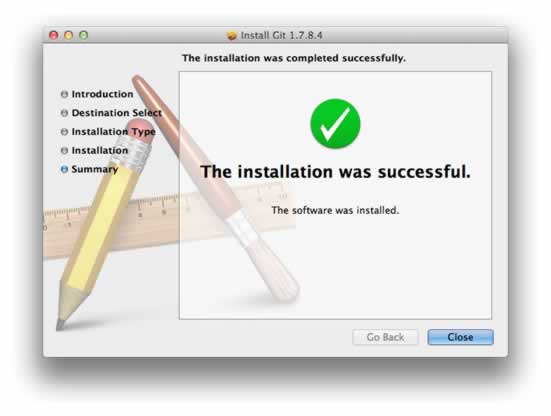 Install Git 1.7.8.4
The installation was completed successfully.
Introduction
Destination Select
Installation Type
Installation
Summary
The installation was successful.
The software was installed.
Go Back
Close